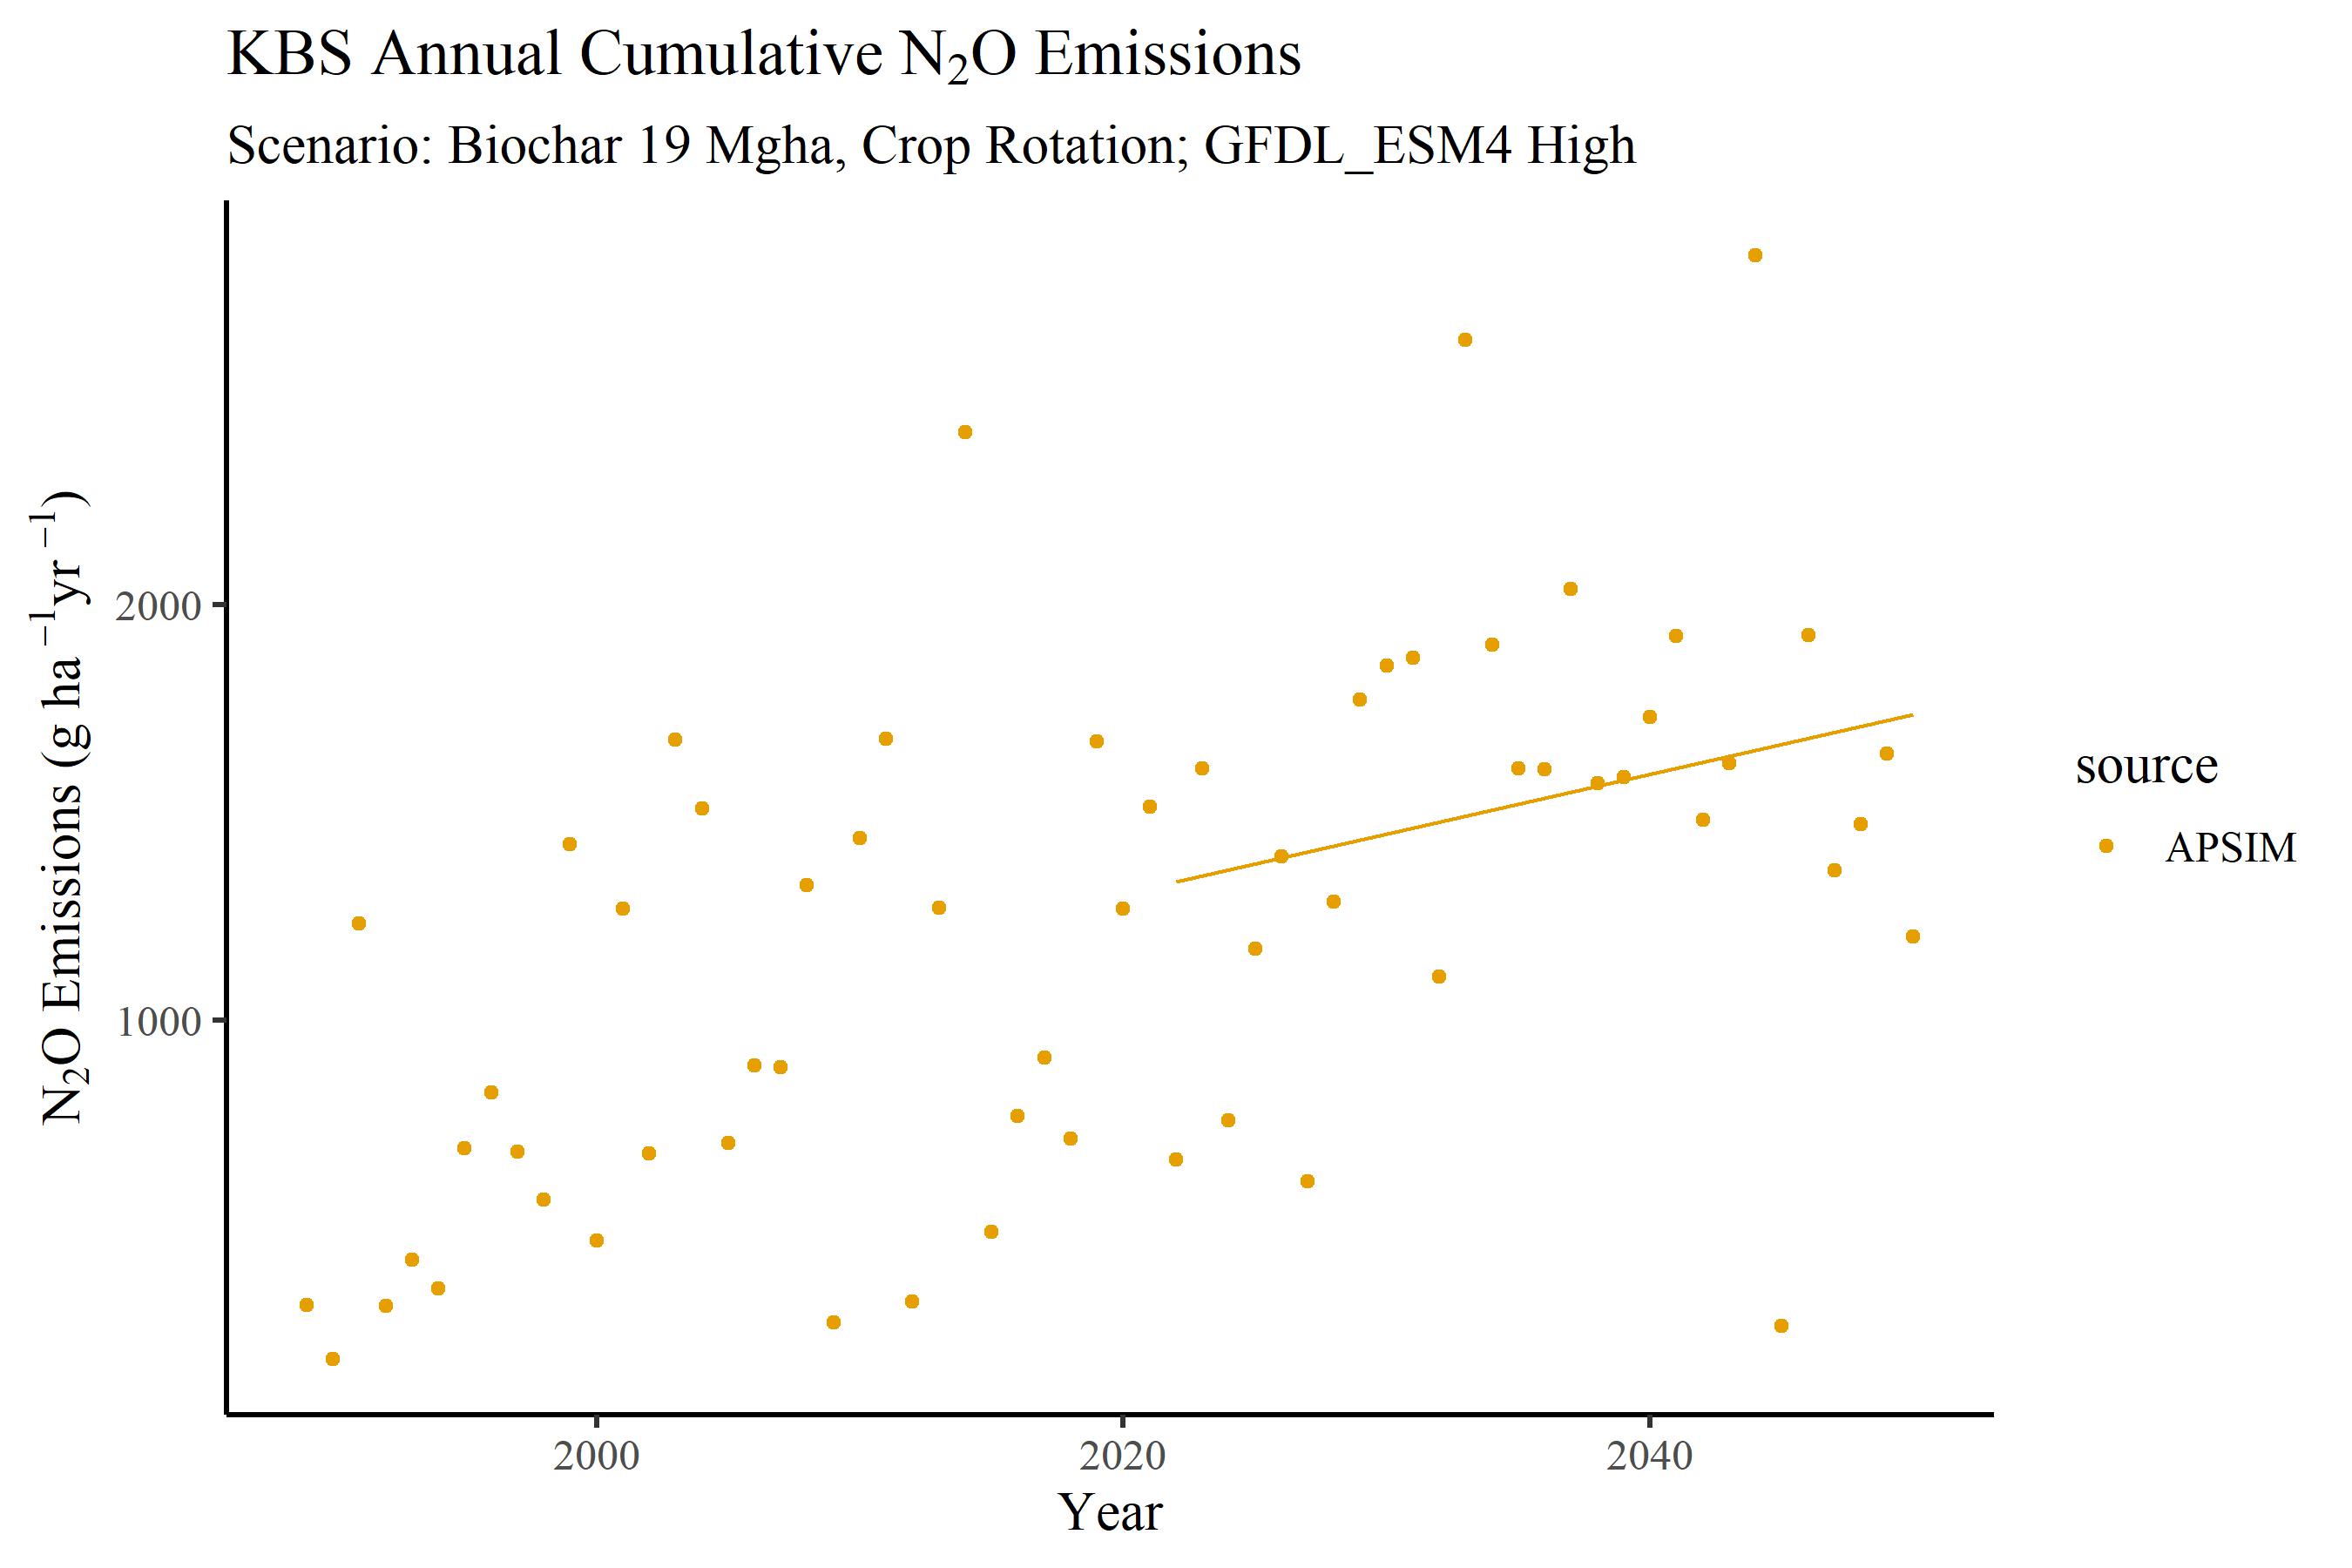 KBS Annual Cumulative N₂O Emissions
Scenario: Biochar 19 Mgha, Crop Rotation; GFDL_ESM4 High
N₂O Emissions (g ha ⁻¹yr ⁻¹)
2000
1000
2000
2020
2040
Year
source
APSIM